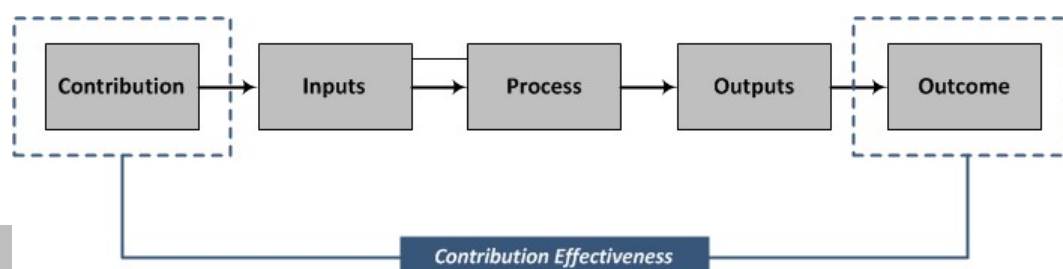 Contribution
Inputs
Process
Outputs
Outcome
Contribution Effectiveness